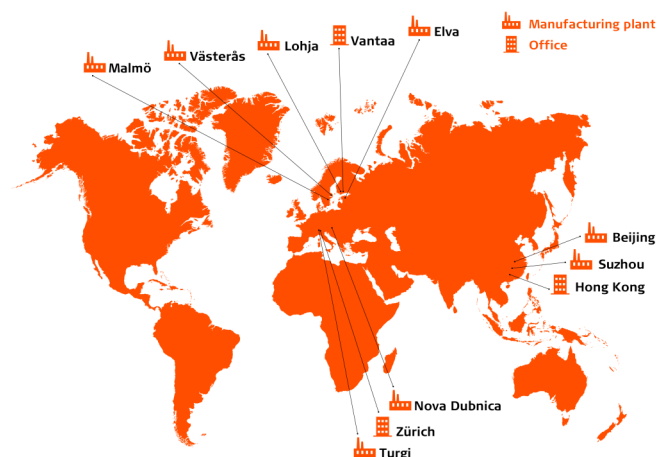 Manufacturing plant
Office
Elva
Vantaa
Lohja
Västerås
Malmö
Beijing
Suzhou
Hong Kong
Nova Dubnica
Zürich
Turgi